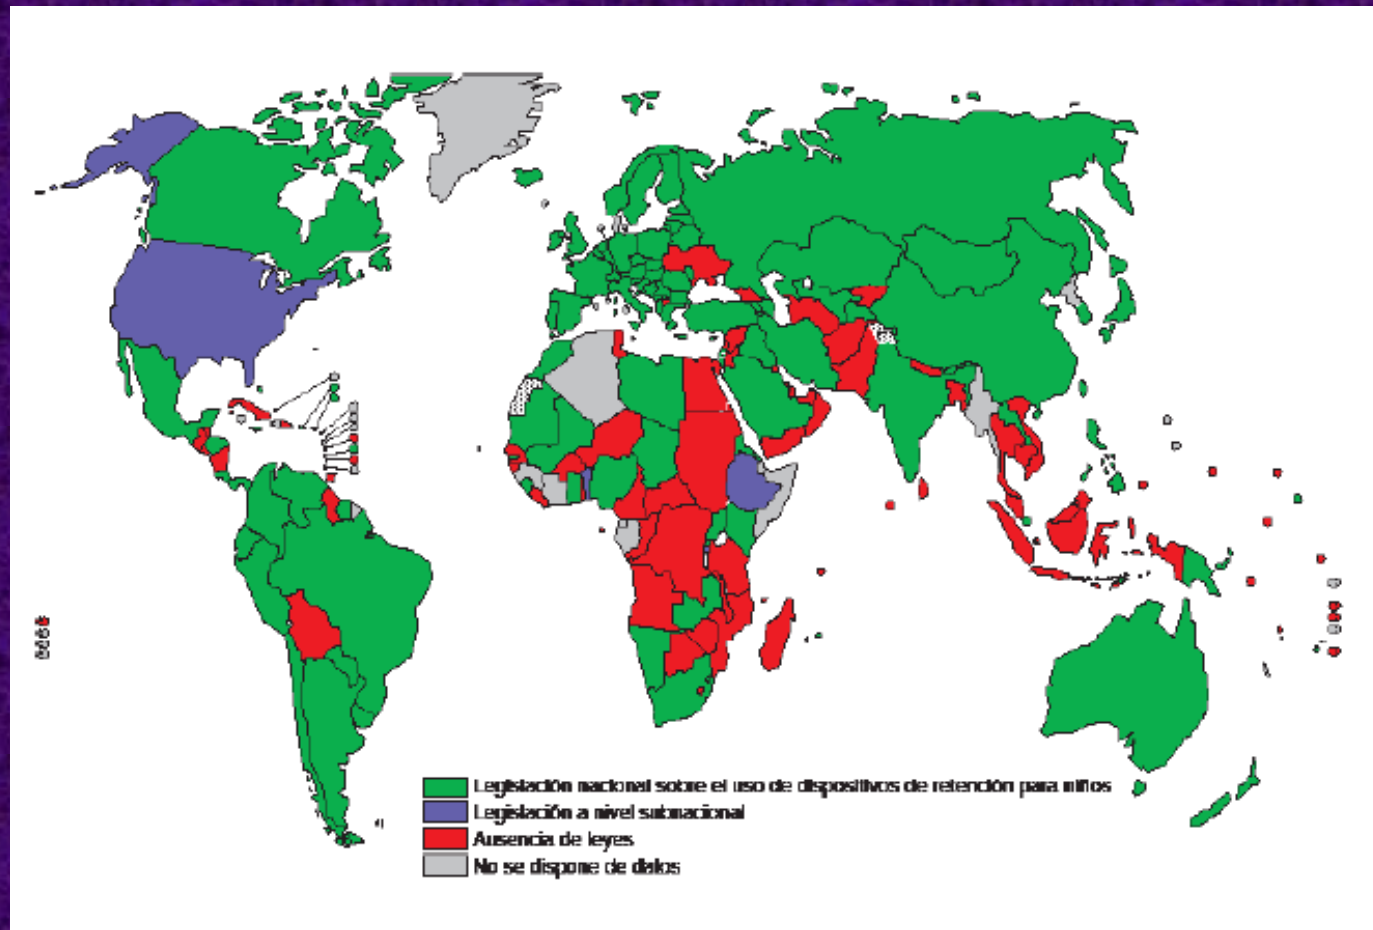 Legislación nacional sobre el uso de dispositivos de retención para niños
Legislación a nivel subnacional
Ausencia de leyes
No se dispone de datos